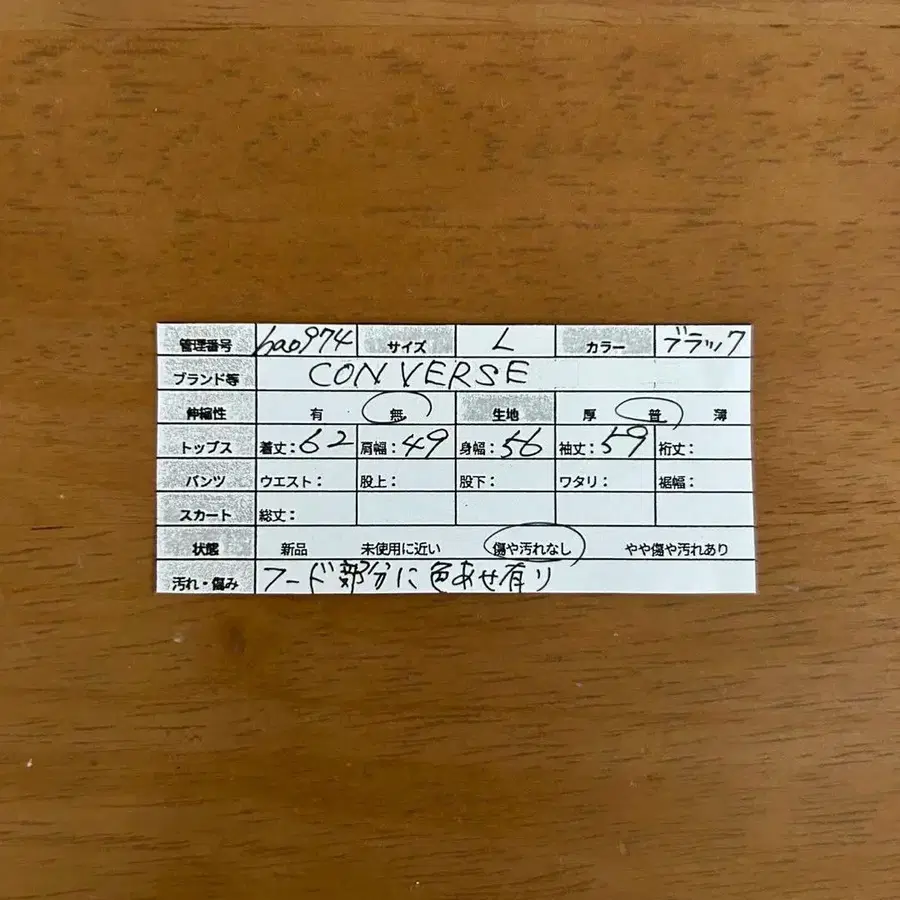 管理番号 bao974 サイズ L カラー ブラック
ブランド等 CONVERSE
伸縮性 有 無 生地 厚 普 薄
トップス 着丈:62 肩幅:49 身幅:56 袖丈:59 裄丈:
パンツ ウエスト: 股上: 股下: ワタリ: 裾幅:
スカート 総丈:
状態 新品 未使用に近い 傷や汚れなし やや傷や汚れあり
汚れ・傷み フード部分に色あせ有り